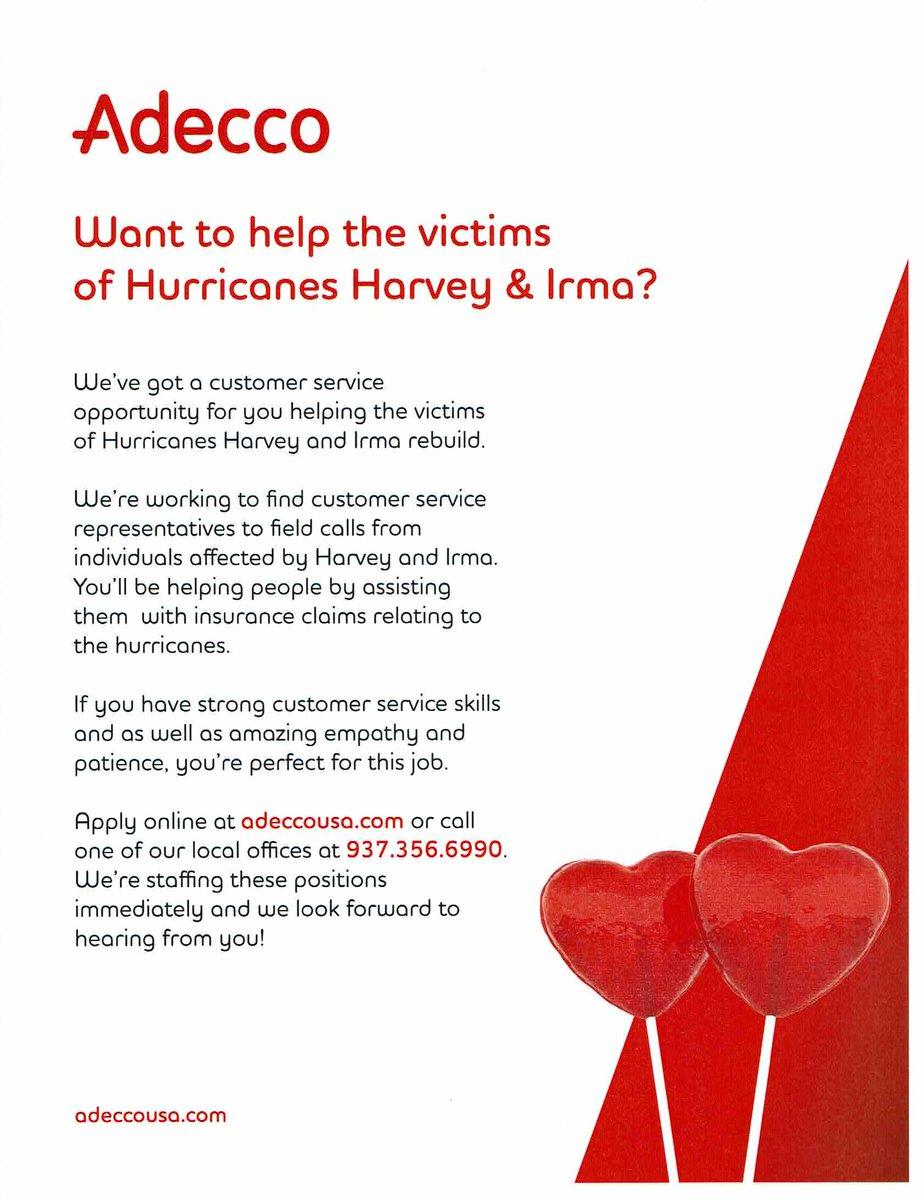 Adecco
Want to help the victims
of Hurricanes Harvey & Irma?
We've got a customer service
opportunity for you helping the victims
of Hurricanes Harvey and Irma rebuild.
We're working to find customer service
representatives to field calls from
individuals affected by Harvey and Irma.
You'll be helping people by assisting
them  with insurance claims relating to
the hurricanes.
If you have strong customer service skills
and as well as amazing empathy and
patience, you're perfect for this job.
Apply online at adeccousa.com or call
one of our local offices at 937.356.6990.
We're staffing these positions
immediately and we look forward to
hearing from you!
adeccousa.com